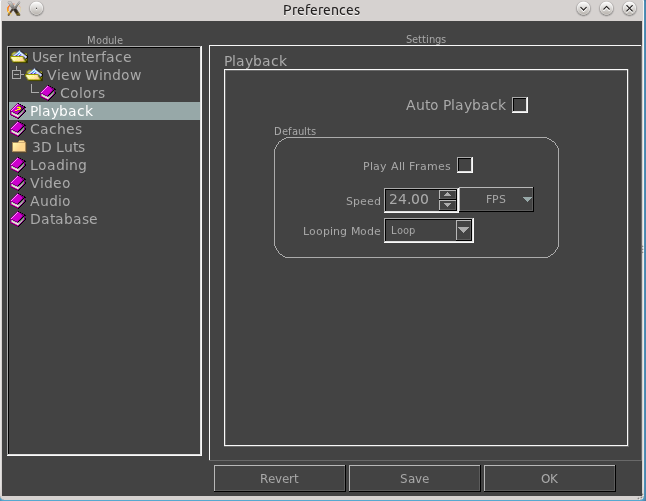 Preferences
Module
User Interface
View Window
Colors
Playback
Caches
3D Luts
Loading
Video
Audio
Database
Settings
Playback
Auto Playback
Defaults
Play All Frames
Speed 24.00 FPS
Looping Mode Loop
Revert Save OK